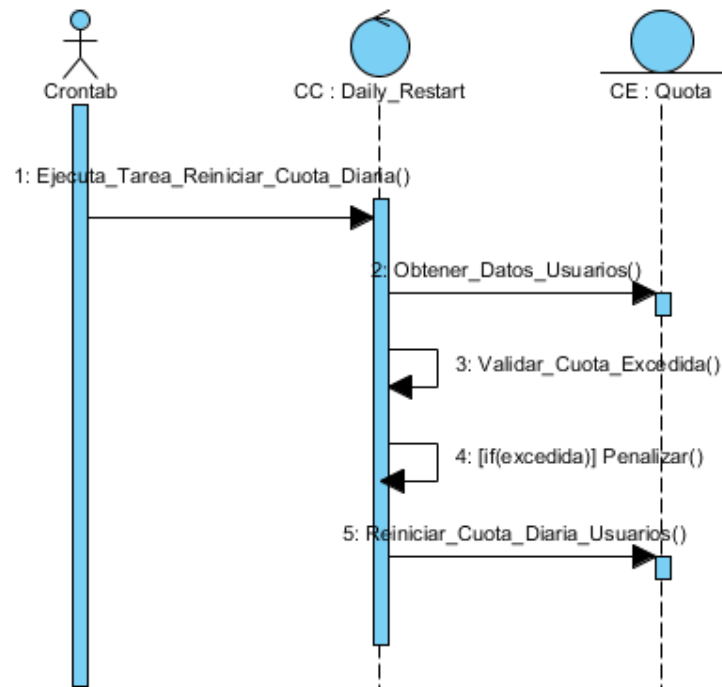 Crontab
CC : Daily_Restart
CE : Quota
1: Ejecuta_Tarea_Reiniciar_Cuota_Diaria()
2: Obtener_Datos_Usuarios()
3: Validar_Cuota_Excedida()
4: [if(excedida)] Penalizar()
5: Reiniciar_Cuota_Diaria_Usuarios()